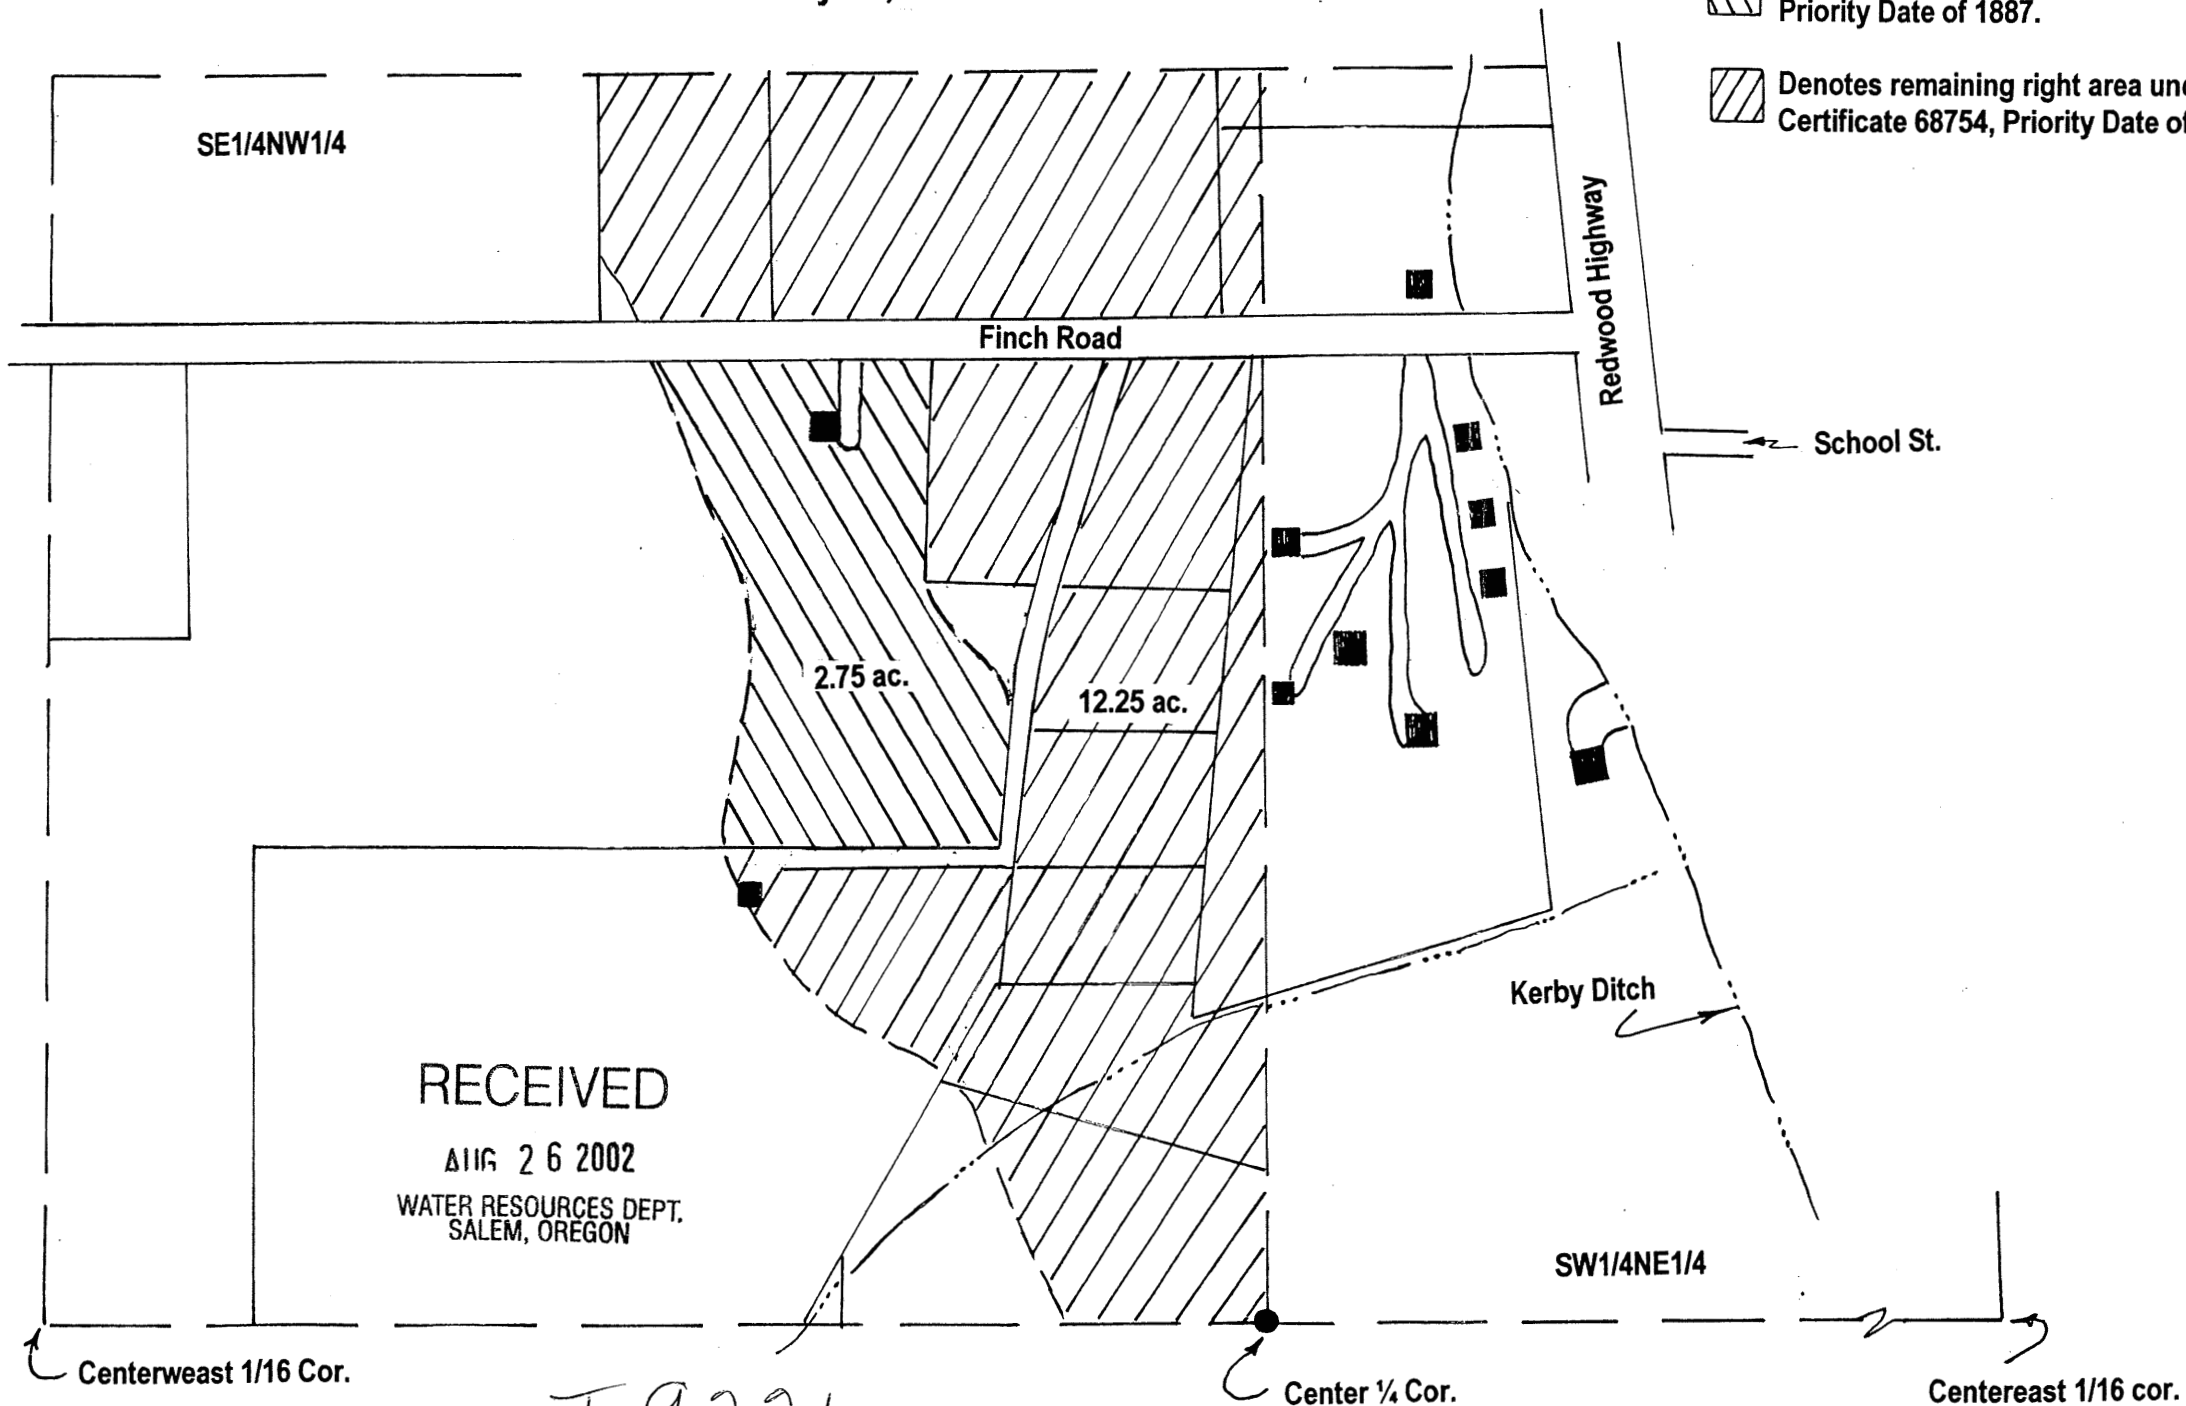 Priority Date of 1887.
Denotes remaining right area
Certificate 68754, Priority Date of
SE1/4NW1/4
Redwood Highway
Finch Road
School St.
2.75 ac.
12.25 ac.
Kerby Ditch
RECEIVED
AUG 26 2002
WATER RESOURCES DEPT.
SALEM, OREGON
SW1/4NE1/4
Centerweast 1/16 Cor.
Center 1/4 Cor.
Centereast 1/16 cor.